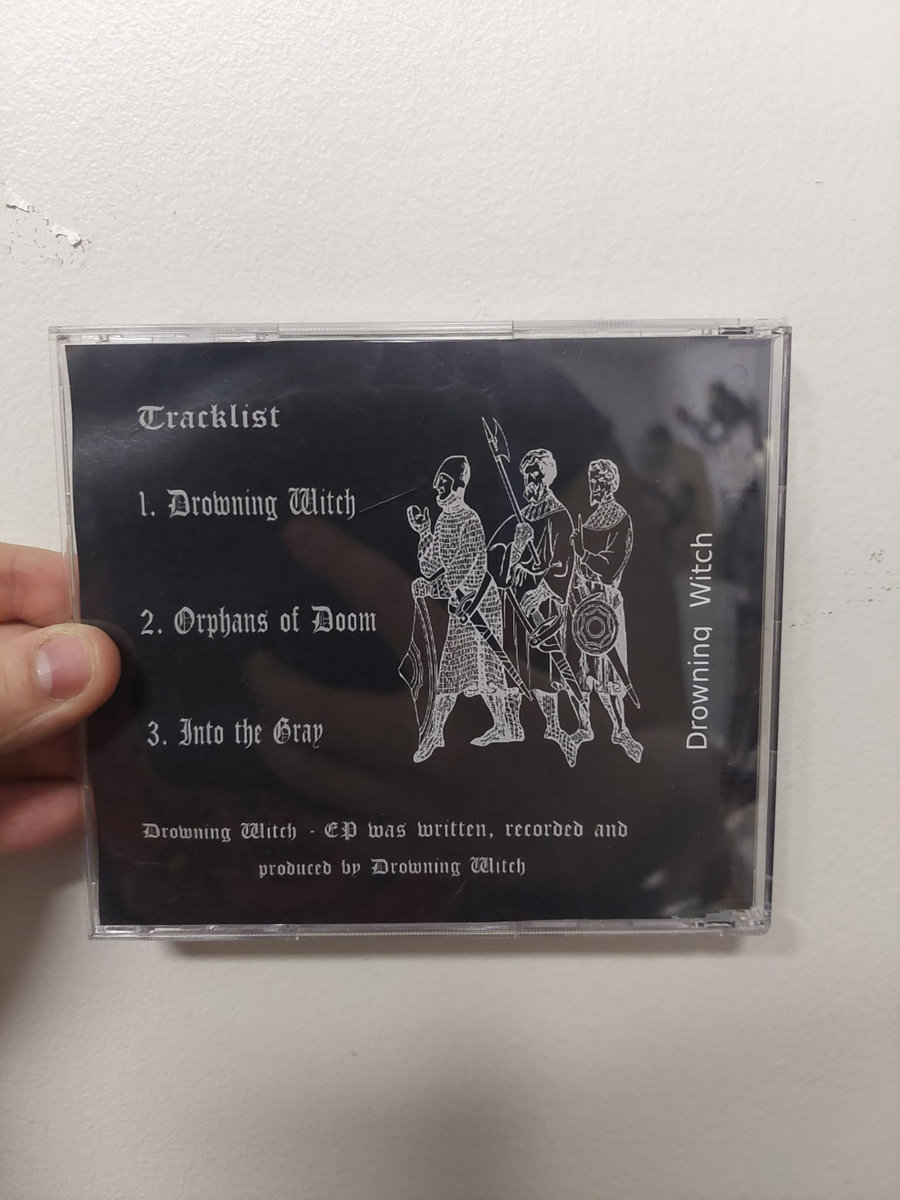 Tracklist
1. Drowning Witch
2. Orphans of Doom
3. Into the Gray
Drowning Witch - EP was written, recorded and
produced by Drowning Witch
Drowning Witch